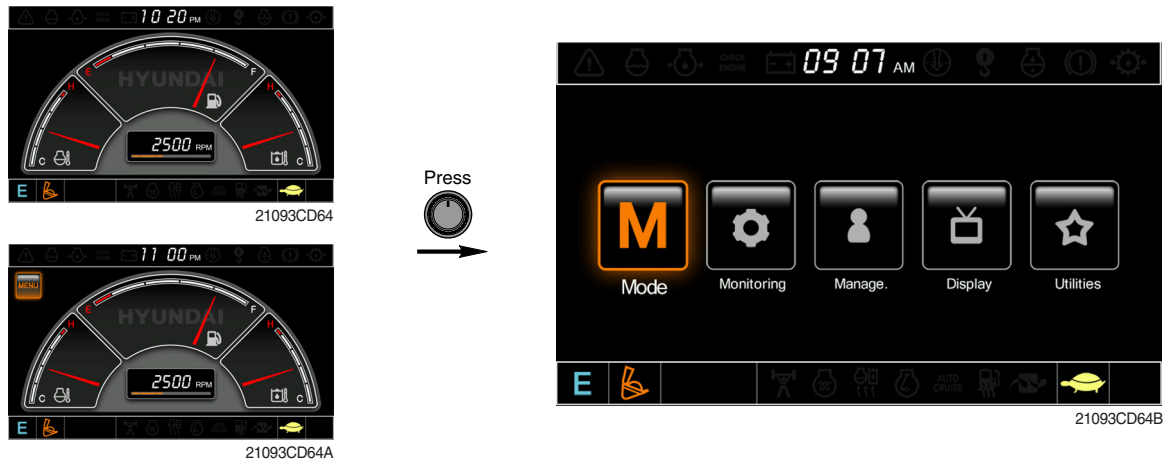 10 20 PM
HYUNDAI
E
F
H
H
C
C
2500 RPM
E
21093CD64
11 00 PM
MENU
HYUNDAI
E
F
H
H
C
C
2500 RPM
E
21093CD64A
Press
CHECK
ENGINE
09 07 AM
M
Mode
Monitoring
Manage.
Display
Utilities
E
AUTO
CRUISE
21093CD64B